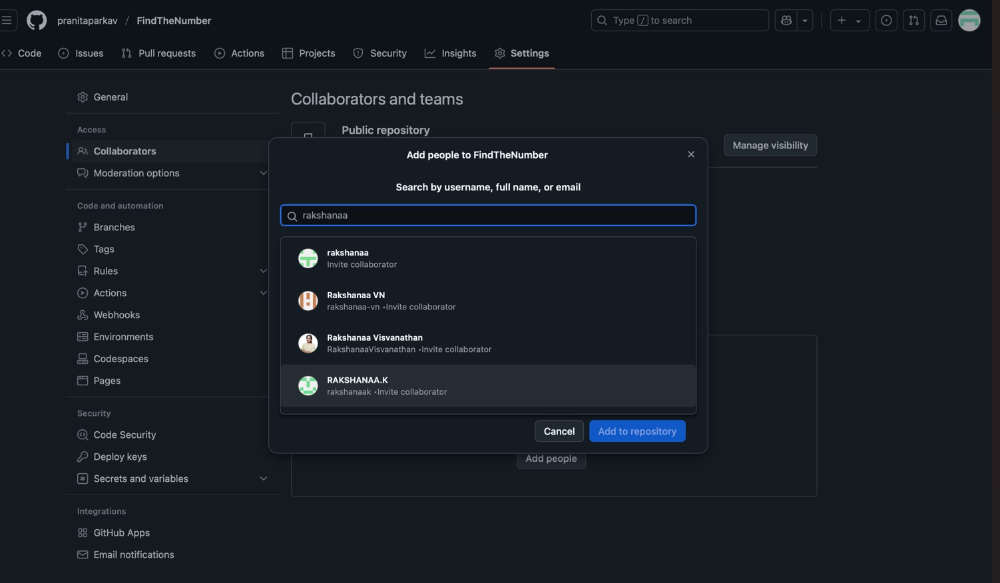 pranitaparkav / FindTheNumber
Type / to search
Code
Issues
Pull requests
Actions
Projects
Security
Insights
Settings
General
Access
Collaborators
Moderation options
Code and automation
Branches
Tags
Rules
Actions
Webhooks
Environments
Codespaces
Pages
Security
Code Security
Deploy keys
Secrets and variables
Integrations
GitHub Apps
Email notifications
Collaborators and teams
Public repository
Manage visibility
Add people to FindTheNumber
Search by username, full name, or email
rakshanaa
rakshanaa
Invite collaborator
Rakshanaa VN
rakshanaa-vn •Invite collaborator
Rakshanaa Visvanathan
RakshanaaVisvanathan •Invite collaborator
RAKSHANAA.K
rakshanaak •Invite collaborator
Cancel
Add to repository
Add people